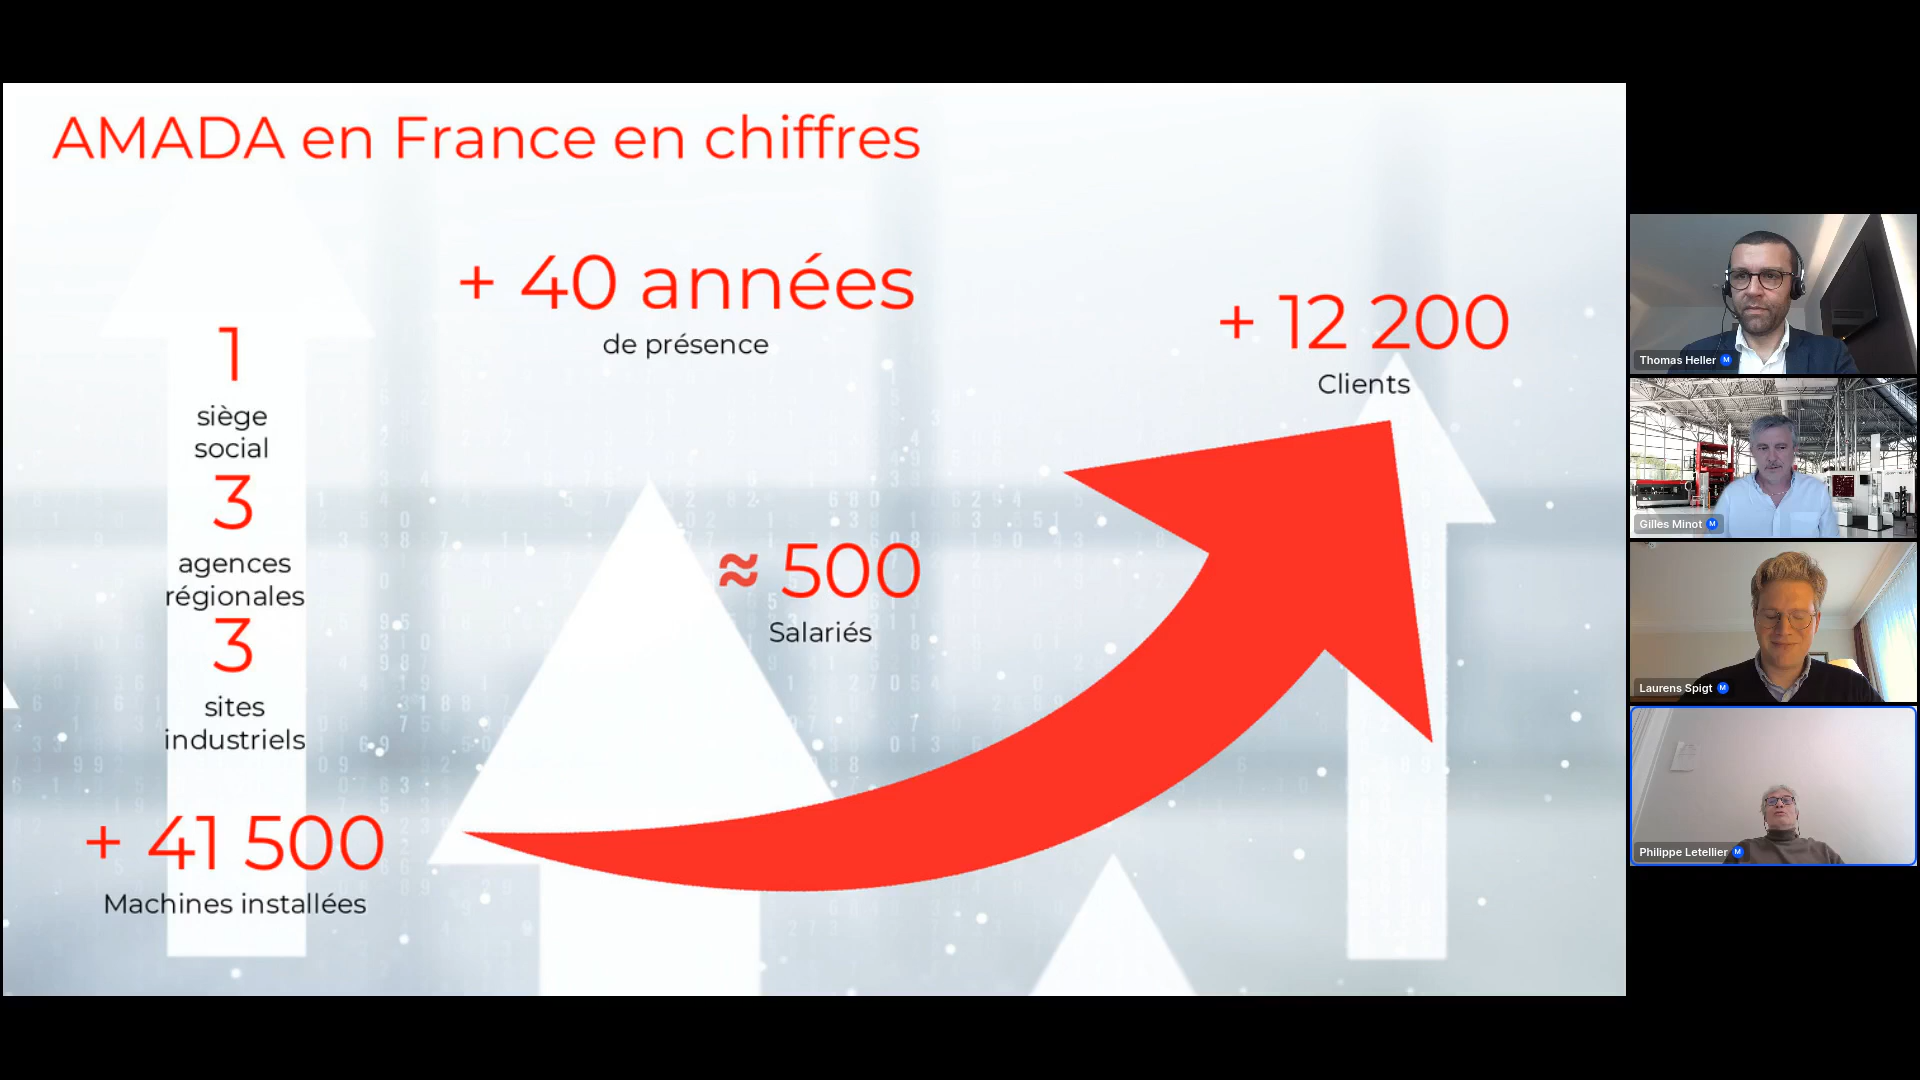 AMADA en France en chiffres
+ 40 années
de présence
+ 12 200
Clients
1
siège
social
3
agences
régionales
3
sites
industriels
≈ 500
Salariés
+ 41 500
Machines installées
Thomas Heller M
Gilles Minot M
Laurens Spigt M
Philippe Letellier M